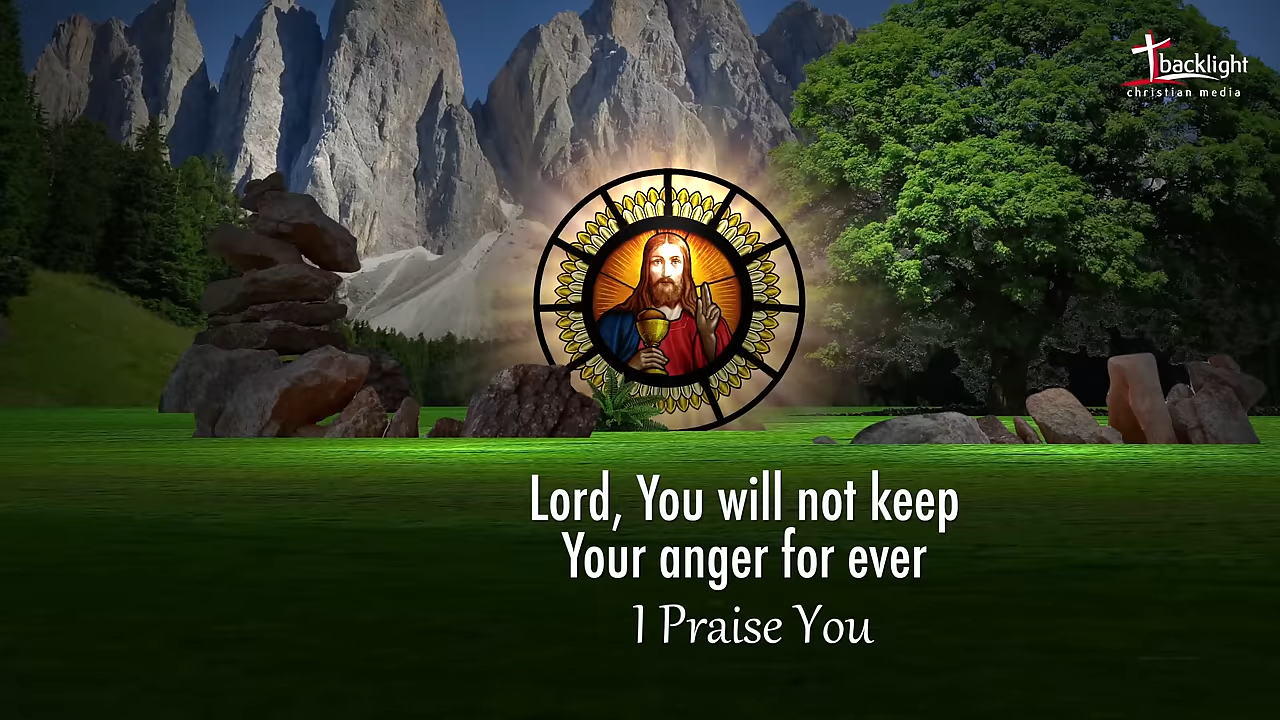 backlight
christian media
Lord, You will not keep
Your anger for ever
I Praise You